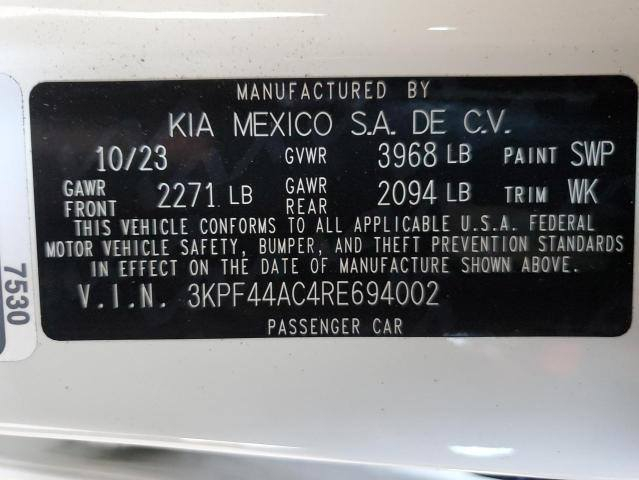 MANUFACTURED BY
KIA MEXICO S.A. DE C.V.
10/23 GVWR 3968 LB PAINT SWP
GAWR FRONT 2271 LB GAWR REAR 2094 LB TRIM WK
THIS VEHICLE CONFORMS TO ALL APPLICABLE U.S.A. FEDERAL
MOTOR VEHICLE SAFETY, BUMPER, AND THEFT PREVENTION STANDARDS
IN EFFECT ON THE DATE OF MANUFACTURE SHOWN ABOVE.
V.I.N. 3KPF44AC4RE694002
PASSENGER CAR
7530